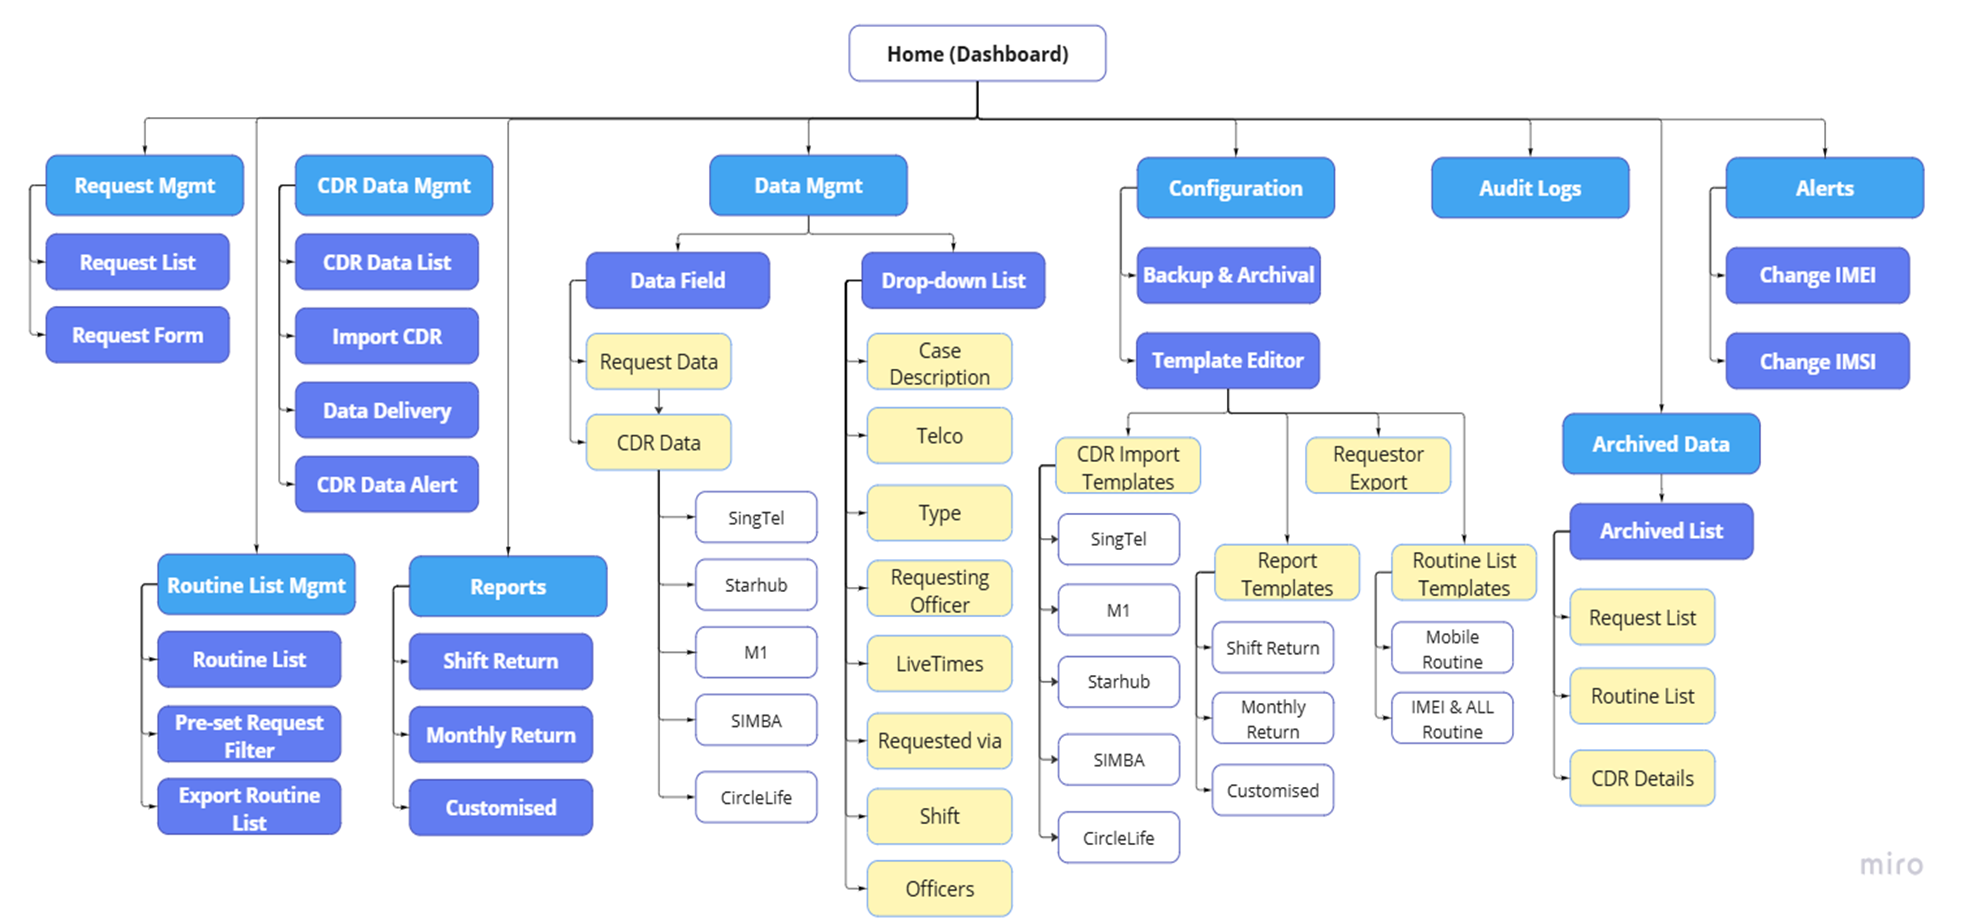 Home (Dashboard)
Request Mgmt
Request List
Request Form
CDR Data Mgmt
CDR Data List
Import CDR
Data Delivery
CDR Data Alert
Routine List Mgmt
Routine List
Pre-set Request
Filter
Export Routine
List
Reports
Shift Return
Monthly Return
Customised
Data Mgmt
Data Field
Request Data
CDR Data
SingTel
Starhub
M1
SIMBA
CircleLife
Drop-down List
Case
Description
Telco
Type
Requesting
Officer
LiveTimes
Requested via
Shift
Officers
Configuration
Backup & Archival
Template Editor
CDR Import
Templates
SingTel
M1
Starhub
SIMBA
CircleLife
Report
Templates
Shift Return
Monthly
Return
Customised
Requestor
Export
Routine List
Templates
Mobile
Routine
IMEI & ALL
Routine
Audit Logs
Archived Data
Archived List
Request List
Routine List
CDR Details
Alerts
Change IMEI
Change IMSI
miro